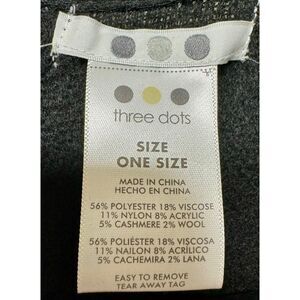 three dots
SIZE
ONE SIZE
MADE IN CHINA
HECHO EN CHINA
56% POLYESTER 18% VISCOSE
11% NYLON 8% ACRYLIC
5% CASHMERE 2% WOOL
56% POLIÉSTER 18% VISCOSA
11% NAILON 8% ACRÍLICO
5% CACHEMIRA 2% LANA
EASY TO REMOVE
TEAR AWAY TAG